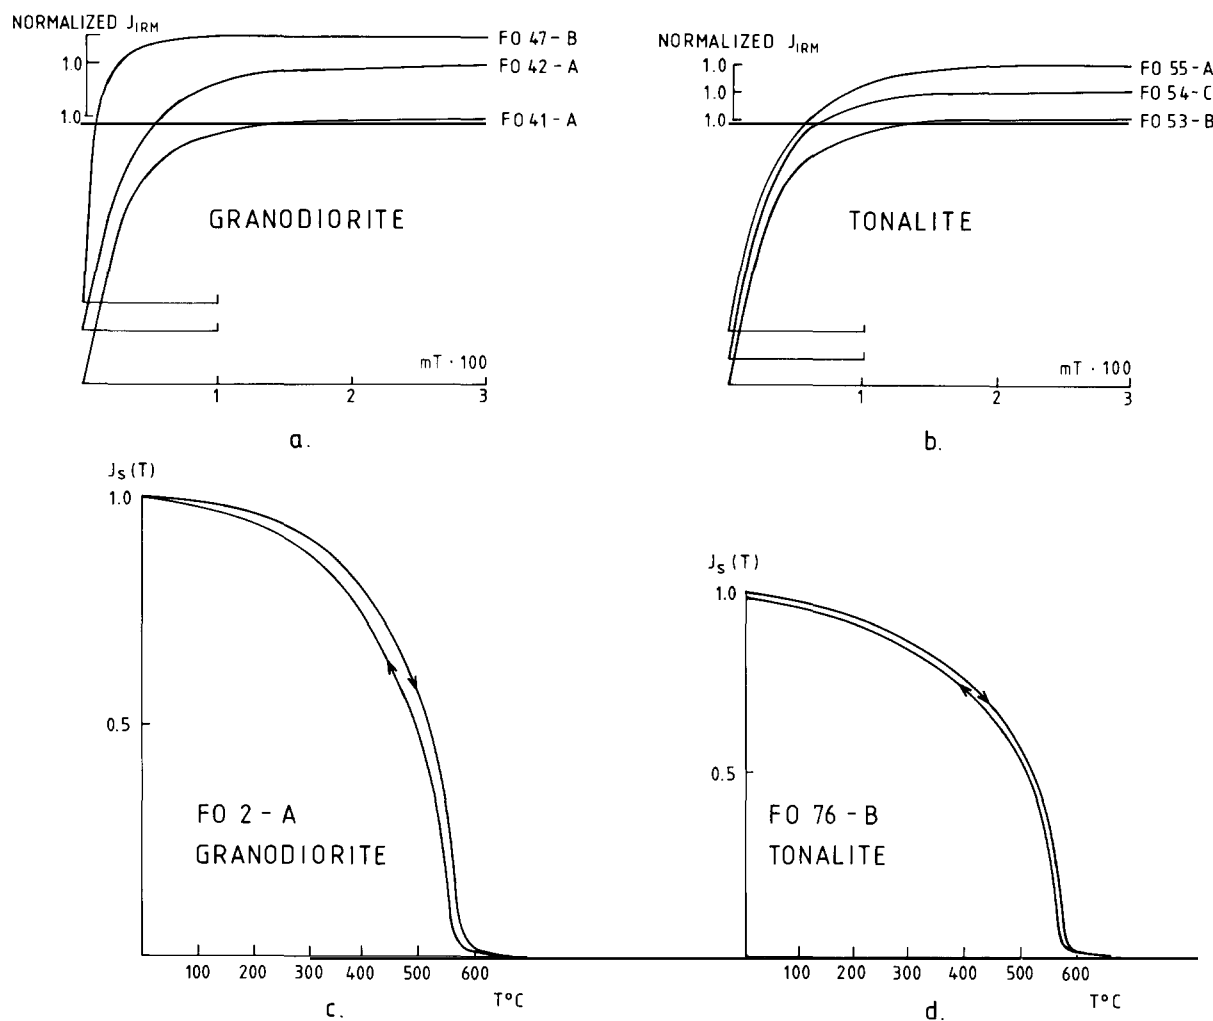 NORMALIZED J_IRM
1.0
1.0
FO 47-B
FO 42-A
FO 41-A
GRANODIORITE
mT · 100
1 2 3
a.
NORMALIZED J_IRM
1.0
1.0
1.0
FO 55-A
FO 54-C
FO 53-B
TONALITE
mT · 100
1 2 3
b.
J_S (T)
1.0
0.5
FO 2 - A
GRANODIORITE
100 200 300 400 500 600
T°C
c.
J_S (T)
1.0
0.5
FO 76 - B
TONALITE
100 200 300 400 500 600
T°C
d.